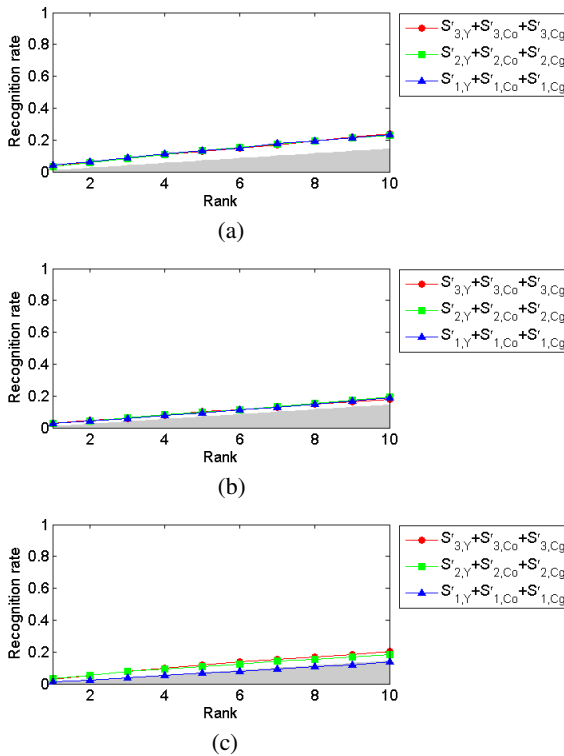 1
0.8
0.6
0.4
0.2
0
2 4 6 8 10
Recognition rate
Rank
S'3,Y+S'3,Co+S'3,Cg
S'2,Y+S'2,Co+S'2,Cg
S'1,Y+S'1,Co+S'1,Cg
(a)
1
0.8
0.6
0.4
0.2
0
2 4 6 8 10
Recognition rate
Rank
S'3,Y+S'3,Co+S'3,Cg
S'2,Y+S'2,Co+S'2,Cg
S'1,Y+S'1,Co+S'1,Cg
(b)
1
0.8
0.6
0.4
0.2
0
2 4 6 8 10
Recognition rate
Rank
S'3,Y+S'3,Co+S'3,Cg
S'2,Y+S'2,Co+S'2,Cg
S'1,Y+S'1,Co+S'1,Cg
(c)